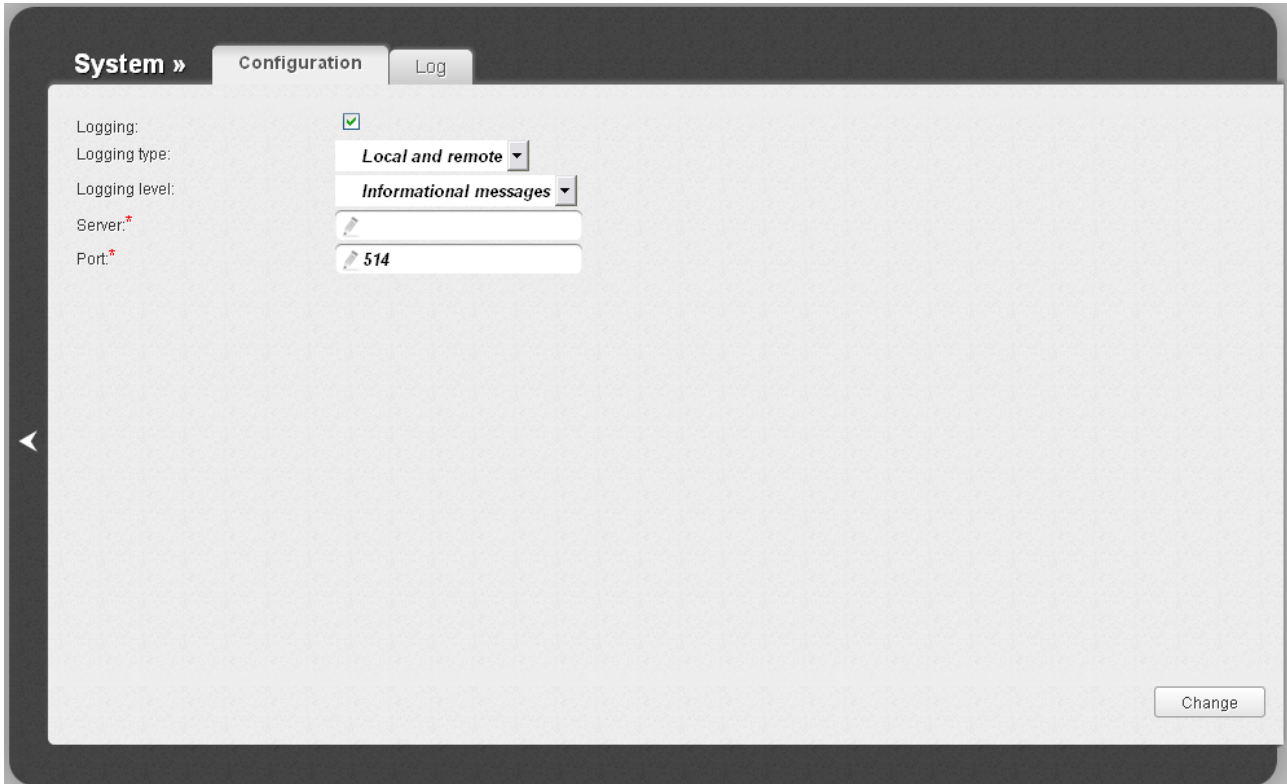 System »
Configuration
Log
Logging:
Logging type: Local and remote
Logging level: Informational messages
Server:*
Port:* 514
Change